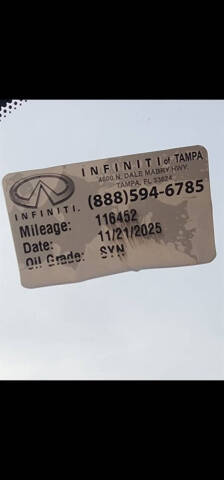 INFINITI of TAMPA
4600 N. DALE MABRY HWY.
TAMPA, FL 33624
(888)594-6785
INFINITI.
Mileage: 116452
Date: 11/21/2025
Oil Grade: SYN